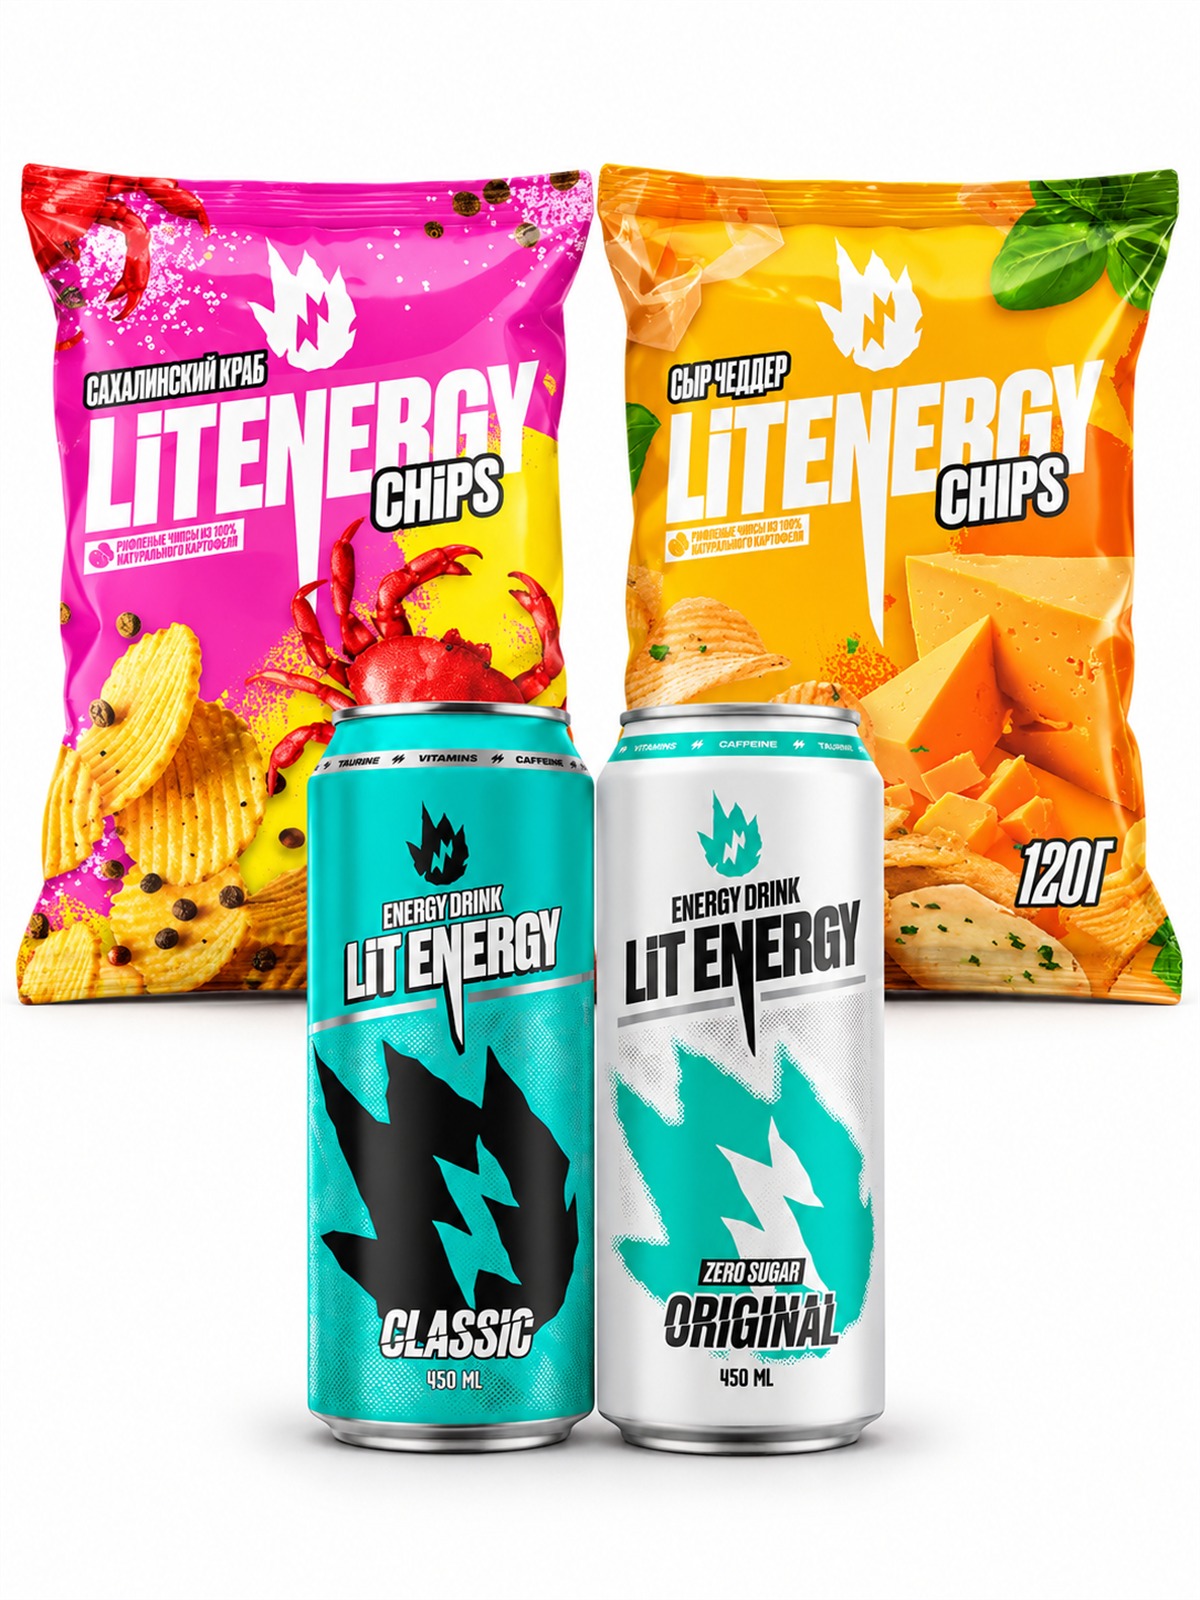 САХАЛИНСКИЙ КРАБ
LiTENERGY
CHiPS
РИФЛЕНЫЕ ЧИПСЫ ИЗ 100%
НАТУРАЛЬНОГО КАРТОФЕЛЯ
СЫР ЧЕДДЕР
LiTENERGY
CHIPS
РИФЛЕНЫЕ ЧИПСЫ ИЗ 100%
НАТУРАЛЬНОГО КАРТОФЕЛЯ
120Г
TAURINE VITAMINS CAFFEINE
ENERGY DRINK
LiT ENERGY
CLASSIC
450 ML
VITAMINS CAFFEINE TAURINE
ENERGY DRINK
LiT ENERGY
ZERO SUGAR
ORIGINAL
450 ML